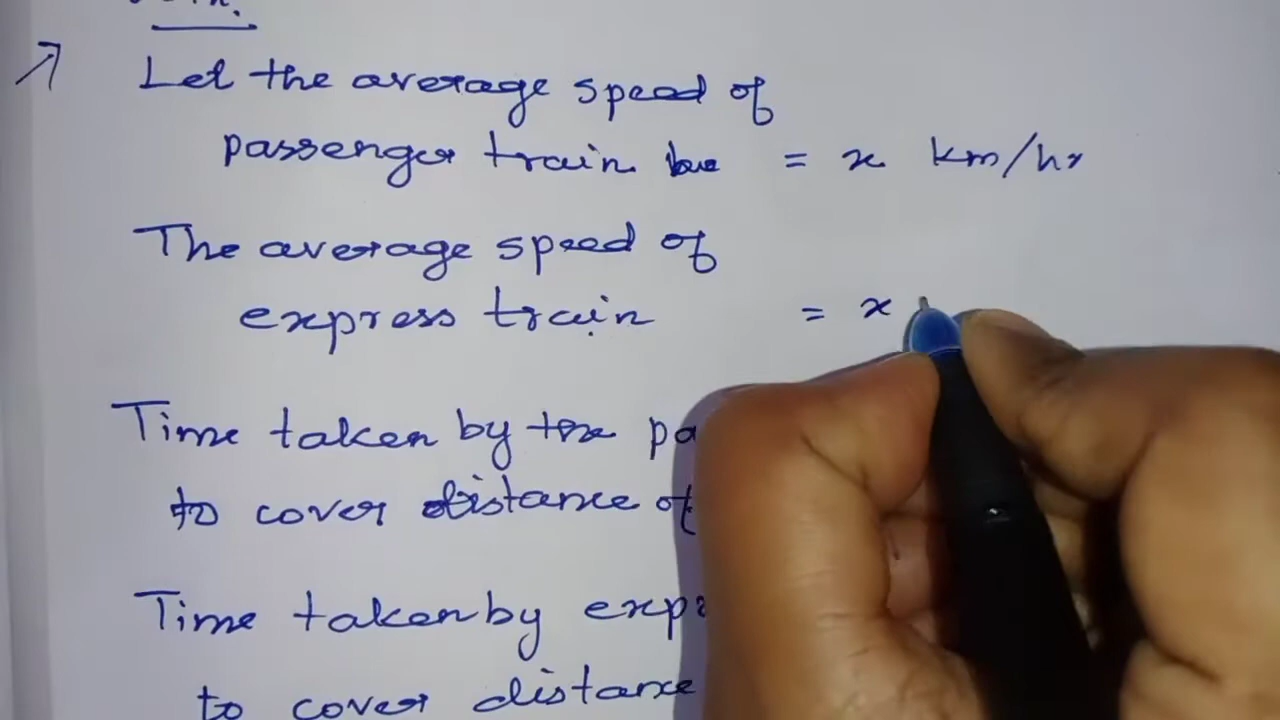 Let the average speed of
passenger train be = x km/hr
The average speed of
express train = x
Time taken by the pa
to cover distance of
Time taken by exp
to cover distance